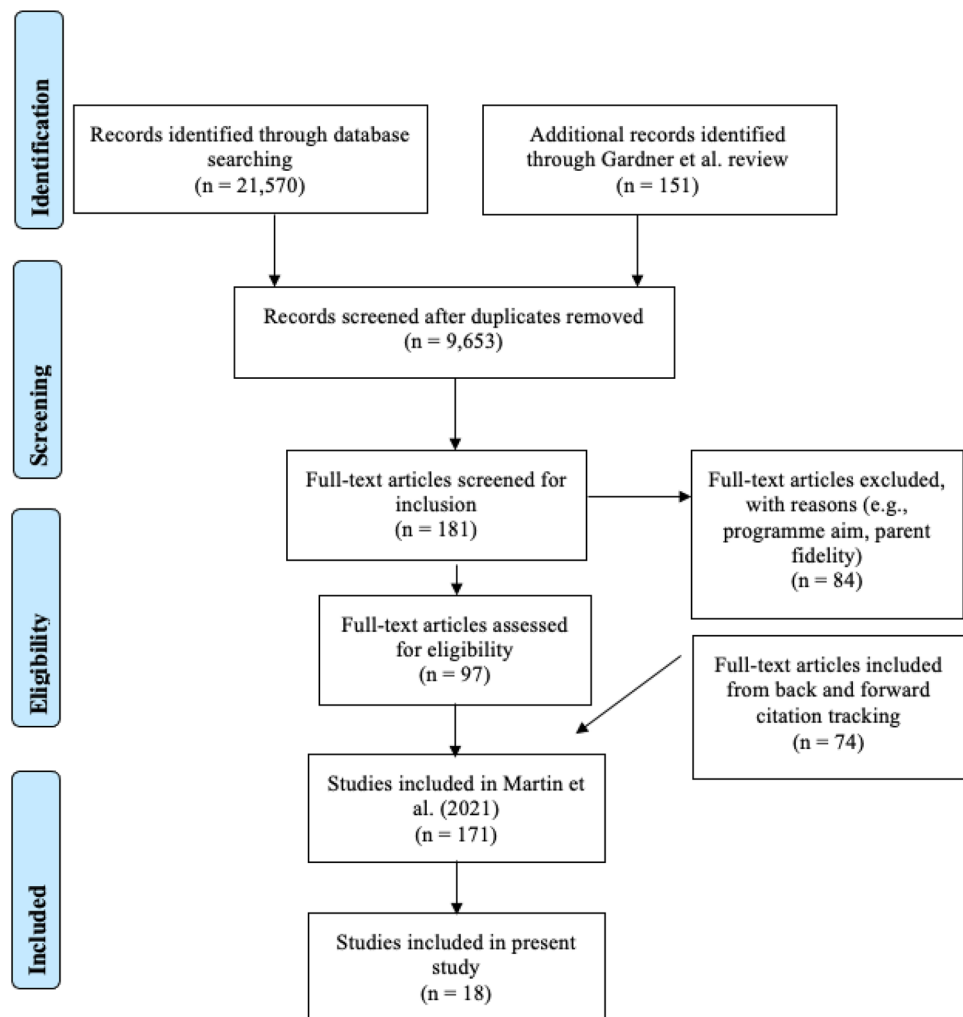 Identification
Records identified through database
searching
(n = 21,570)
Additional records identified
through Gardner et al. review
(n = 151)
Screening
Records screened after duplicates removed
(n = 9,653)
Full-text articles screened for
inclusion
(n = 181)
Full-text articles excluded,
with reasons (e.g.,
programme aim, parent
fidelity)
(n = 84)
Eligibility
Full-text articles assessed
for eligibility
(n = 97)
Full-text articles included
from back and forward
citation tracking
(n = 74)
Included
Studies included in Martin et
al. (2021)
(n = 171)
Studies included in present
study
(n = 18)